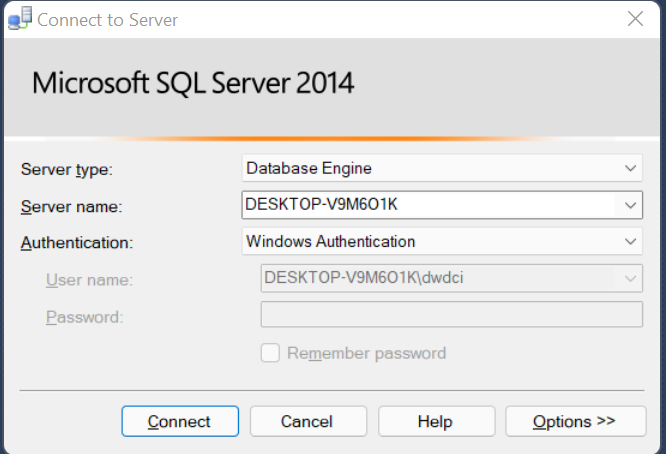 Connect to Server
Microsoft SQL Server 2014
Server type: Database Engine
Server name: DESKTOP-V9M6O1K
Authentication: Windows Authentication
User name: DESKTOP-V9M6O1K\dwdci
Password:
Remember password
Connect Cancel Help Options >>